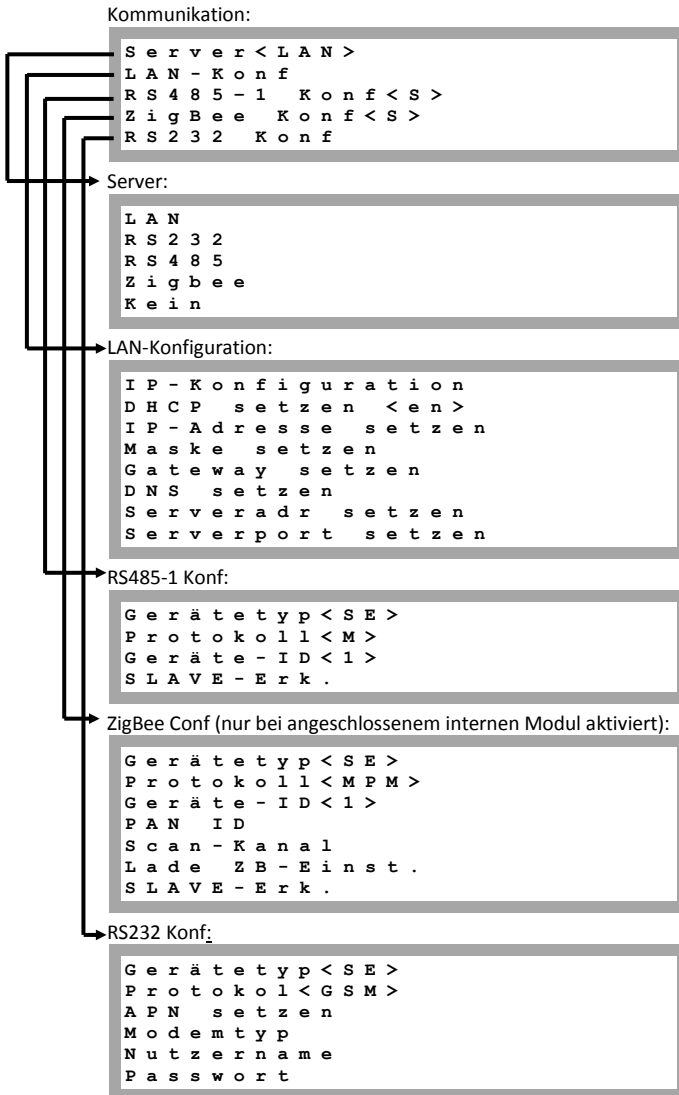 Kommunikation:
Server<LAN>
LAN-Konf
RS485-1 Konf<S>
ZigBee Konf<S>
RS232 Konf
Server:
LAN
RS232
RS485
Zigbee
Kein
LAN-Konfiguration:
IP-Konfiguration
DHCP setzen <en>
IP-Adresse setzen
Maske setzen
Gateway setzen
DNS setzen
Serveradr setzen
Serverport setzen
RS485-1 Konf:
Gerätetyp<SE>
Protokoll<M>
Geräte-ID<1>
SLAVE-Erk.
ZigBee Conf (nur bei angeschlossenem internen Modul aktiviert):
Gerätetyp<SE>
Protokoll<MPM>
Geräte-ID<1>
PAN ID
Scan-Kanal
Lade ZB-Einst.
SLAVE-Erk.
RS232 Konf:
Gerätetyp<SE>
Protokol<GSM>
APN setzen
Modemtyp
Nutzername
Passwort